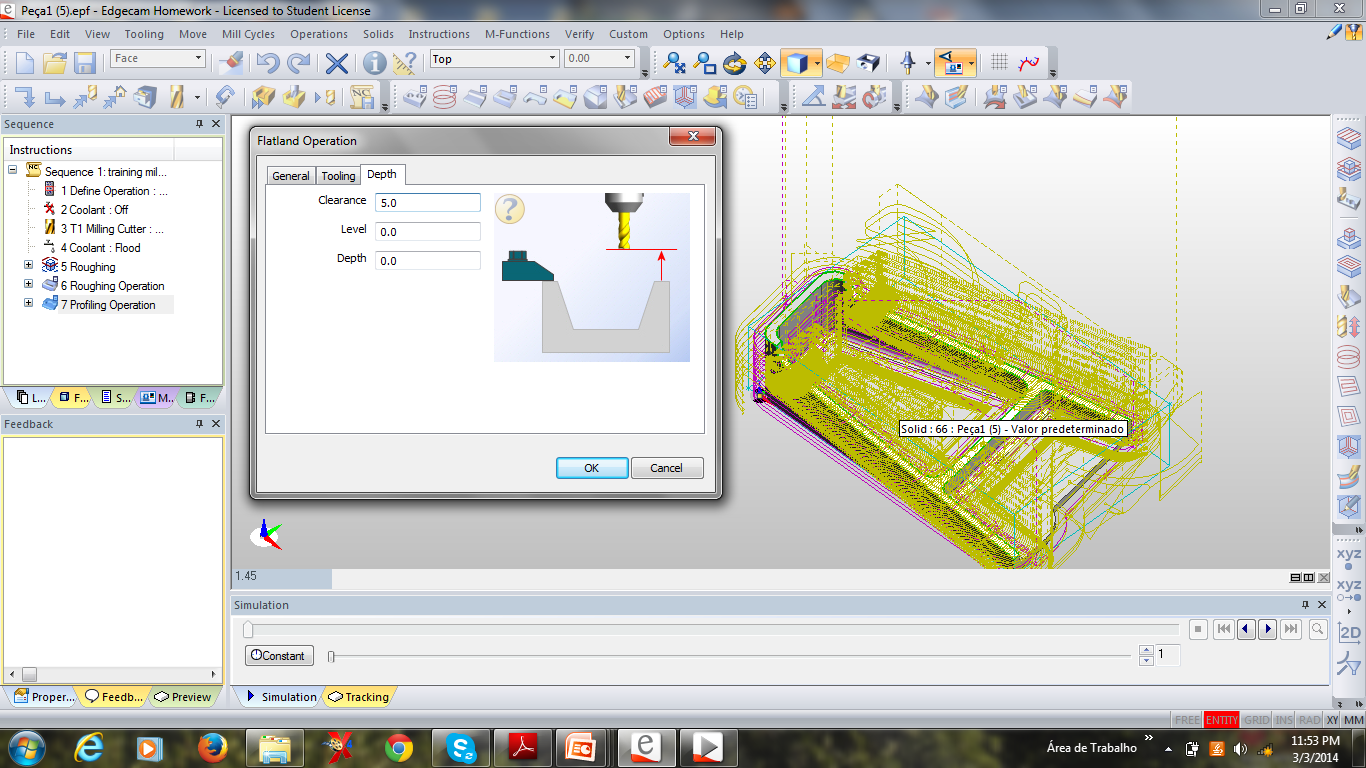 Peça1 (5).epf - Edgecam Homework - Licensed to Student License
File Edit View Tooling Move Mill Cycles Operations Solids Instructions M-Functions Verify Custom Options Help
Face
Top
0.00
Sequence
Instructions
Sequence 1: training mil...
1 Define Operation : ...
2 Coolant : Off
3 T1 Milling Cutter : ...
4 Coolant : Flood
5 Roughing
6 Roughing Operation
7 Profiling Operation
L... F... S... M... F...
Feedback
Proper... Feedb... Preview
Flatland Operation
General Tooling Depth
Clearance 5.0
Level 0.0
Depth 0.0
OK Cancel
Solid : 66 : Peça1 (5) - Valor predeterminado
1.45
Simulation
Constant
1
Simulation Tracking
xyz
xyz
2D
FREE ENTITY GRID INS RAD XY MM
Área de Trabalho
11:53 PM
3/3/2014